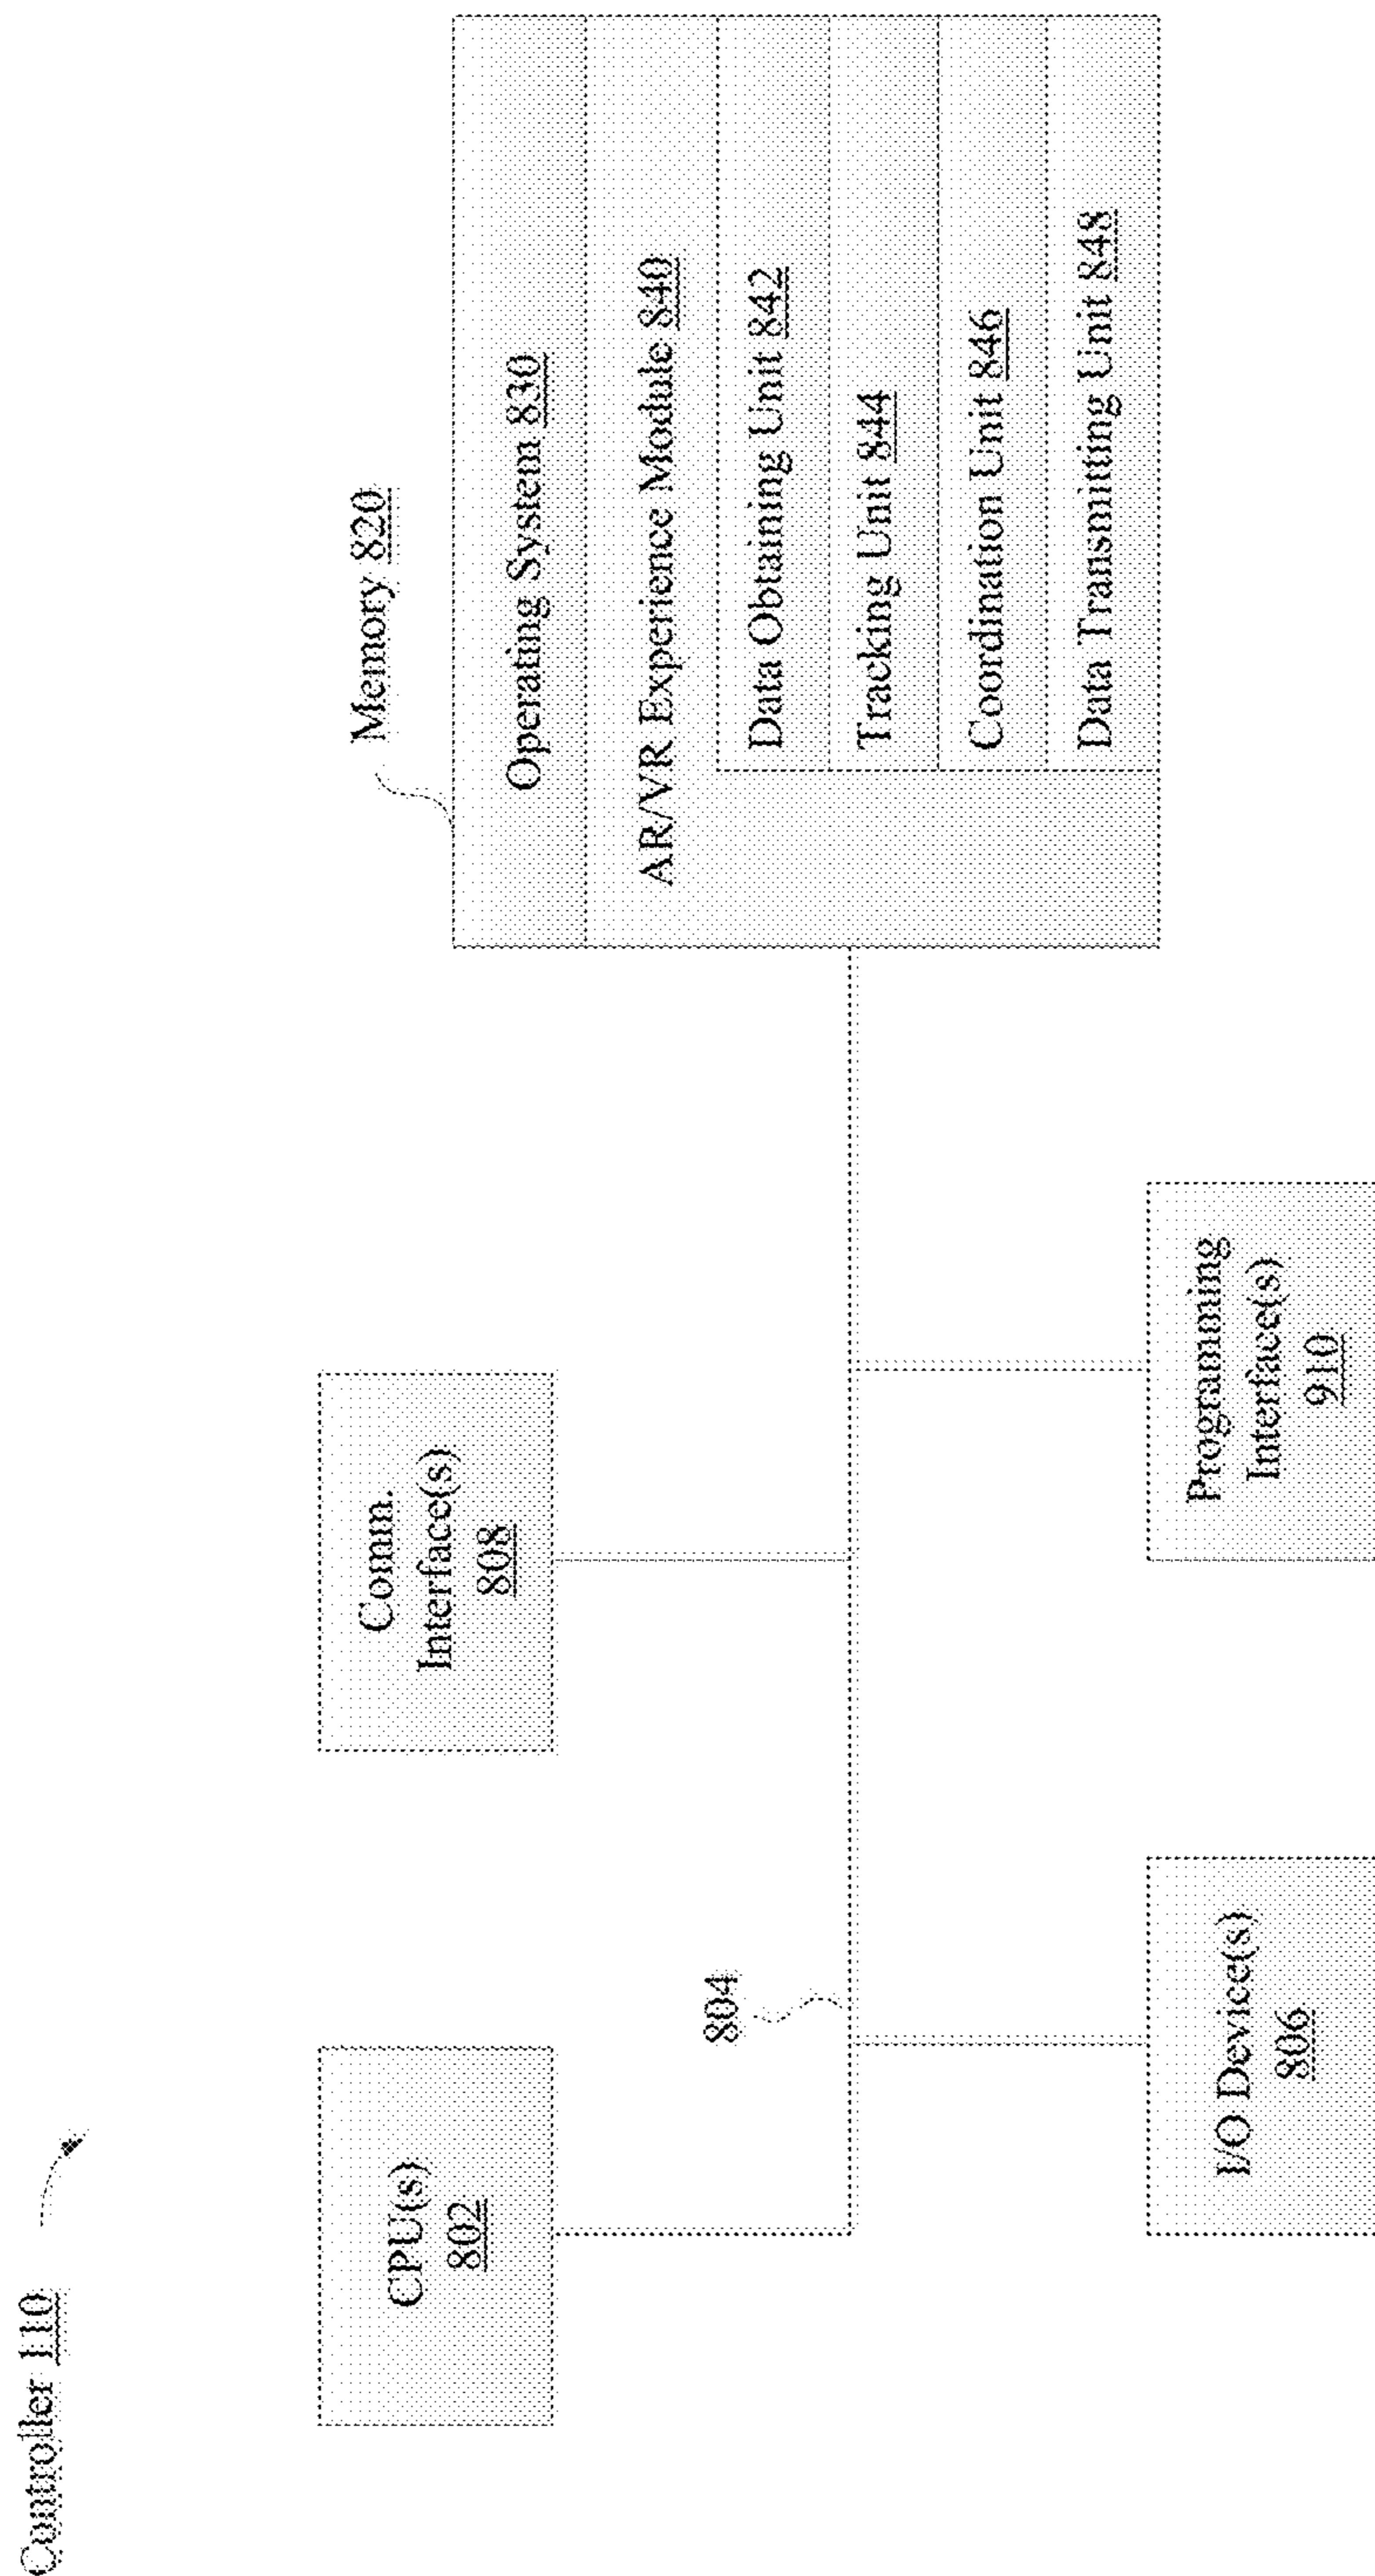 Controller 110
CPU(s)
802
Comm.
Interface(s)
808
804
I/O Device(s)
806
Programming
Interface(s)
910
Memory 820
Operating System 830
AR/VR Experience Module 840
Data Obtaining Unit 842
Tracking Unit 844
Coordination Unit 846
Data Transmitting Unit 848